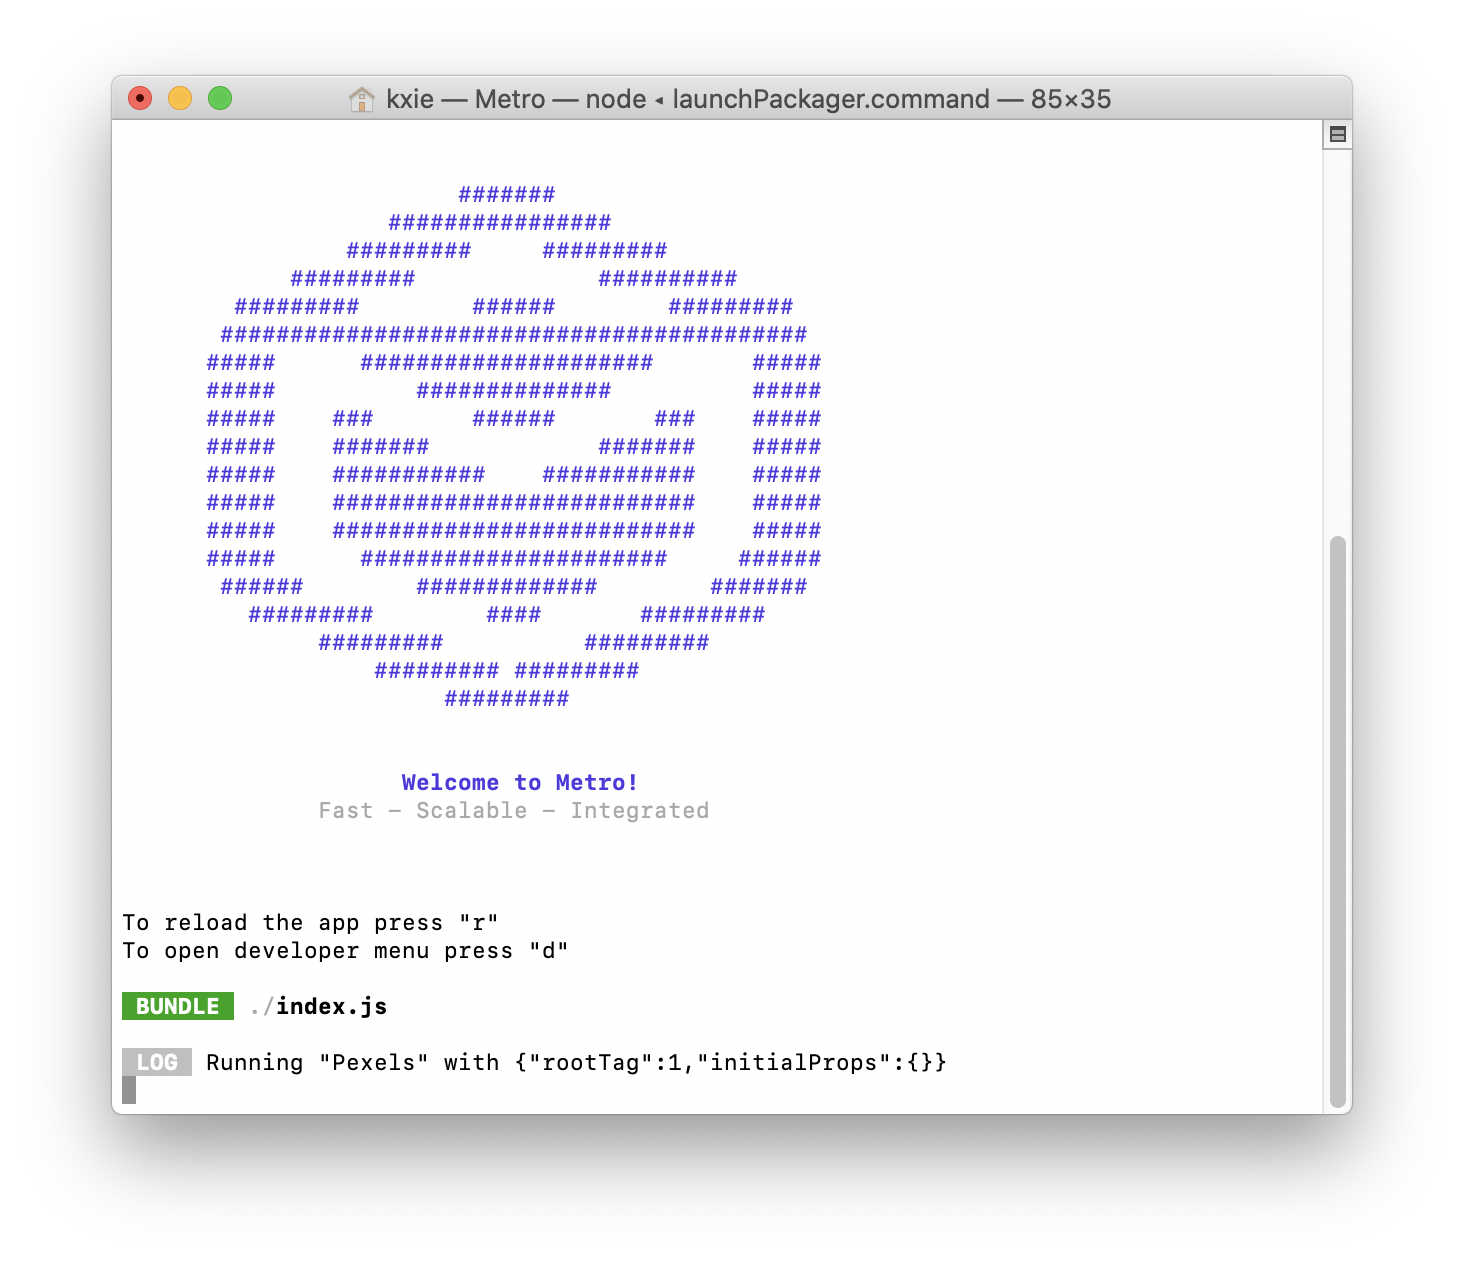 kxie — Metro — node ◂ launchPackager.command — 85×35
#######
################
#########     #########
#########             ##########
#########        ######        #########
##########################################
#####      #####################       #####
#####          ##############          #####
#####    ###       ######       ###    #####
#####    #######            #######    #####
#####    ###########    ###########    #####
#####    ##########################    #####
#####    ##########################    #####
#####      ######################     ######
######        #############        #######
#########        ####       #########
#########          #########
######### #########
#########
Welcome to Metro!
Fast - Scalable - Integrated
To reload the app press "r"
To open developer menu press "d"
BUNDLE ./index.js
LOG Running "Pexels" with {"rootTag":1,"initialProps":{}}